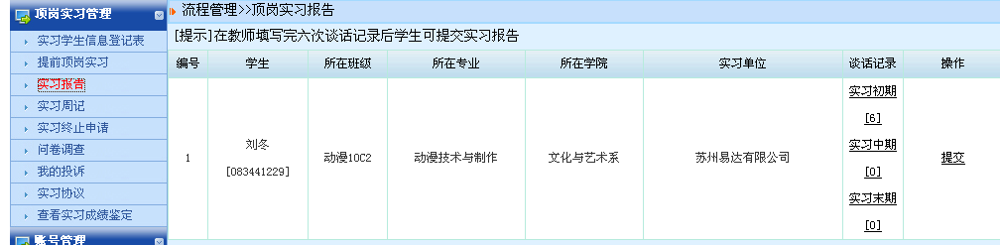 顶岗实习管理
实习学生信息登记表
提前顶岗实习
实习报告
实习周记
实习终止申请
问卷调查
我的投诉
实习协议
查看实习成绩鉴定
账号管理
流程管理>>顶岗实习报告
[提示]在教师填写完六次谈话记录后学生可提交实习报告
编号 学生 所在班级 所在专业 所在学院 实习单位 谈话记录 操作
1 刘冬 [083441229] 动漫10C2 动漫技术与制作 文化与艺术系 苏州易达有限公司 实习初期 [6] 实习中期 [0] 实习末期 [0] 提交